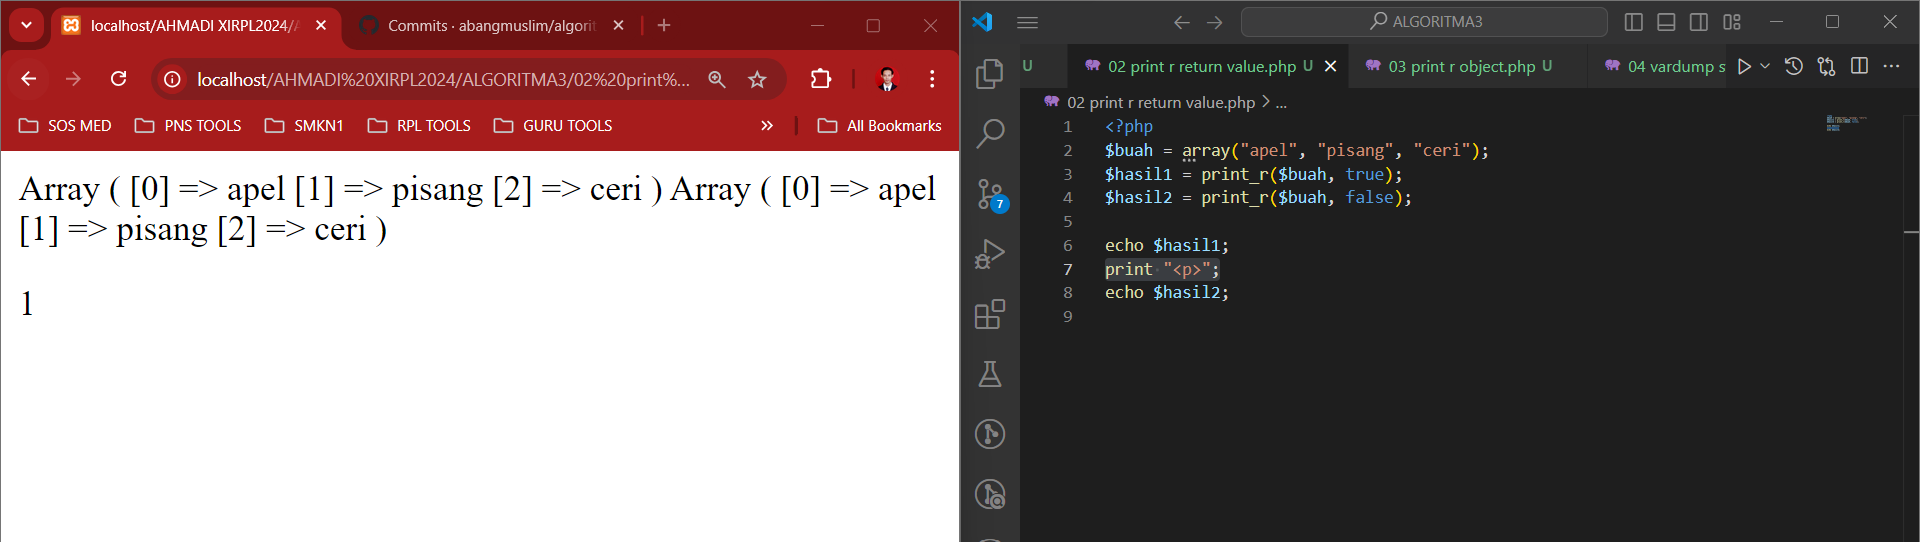 localhost/AHMADI XIRPL2024/
Commits · abangmuslim/algorit
localhost/AHMADI%20XIRPL2024/ALGORITMA3/02%20print%...
SOS MED
PNS TOOLS
SMKN1
RPL TOOLS
GURU TOOLS
»
All Bookmarks
Array ( [0] => apel [1] => pisang [2] => ceri ) Array ( [0] => apel
[1] => pisang [2] => ceri )
1
ALGORITMA3
U
02 print r return value.php U
03 print r object.php U
04 vardump s
02 print r return value.php > ...
7
1 <?php
2 $buah = array("apel", "pisang", "ceri");
3 $hasil1 = print_r($buah, true);
4 $hasil2 = print_r($buah, false);
5
6 echo $hasil1;
7 print "<p>";
8 echo $hasil2;
9